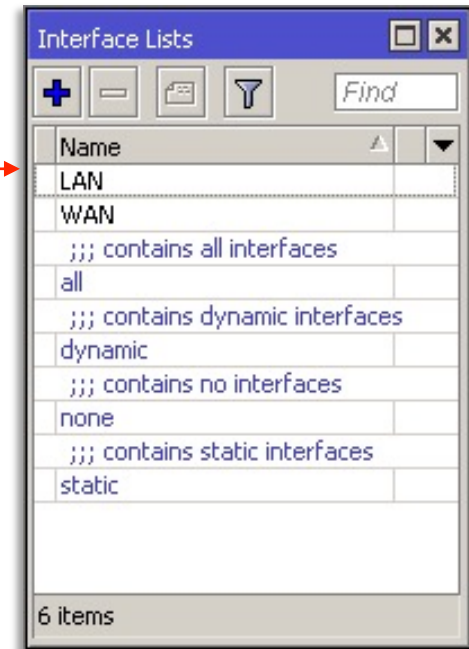 Interface Lists
Find
Name
LAN
WAN
;;; contains all interfaces
all
;;; contains dynamic interfaces
dynamic
;;; contains no interfaces
none
;;; contains static interfaces
static
6 items